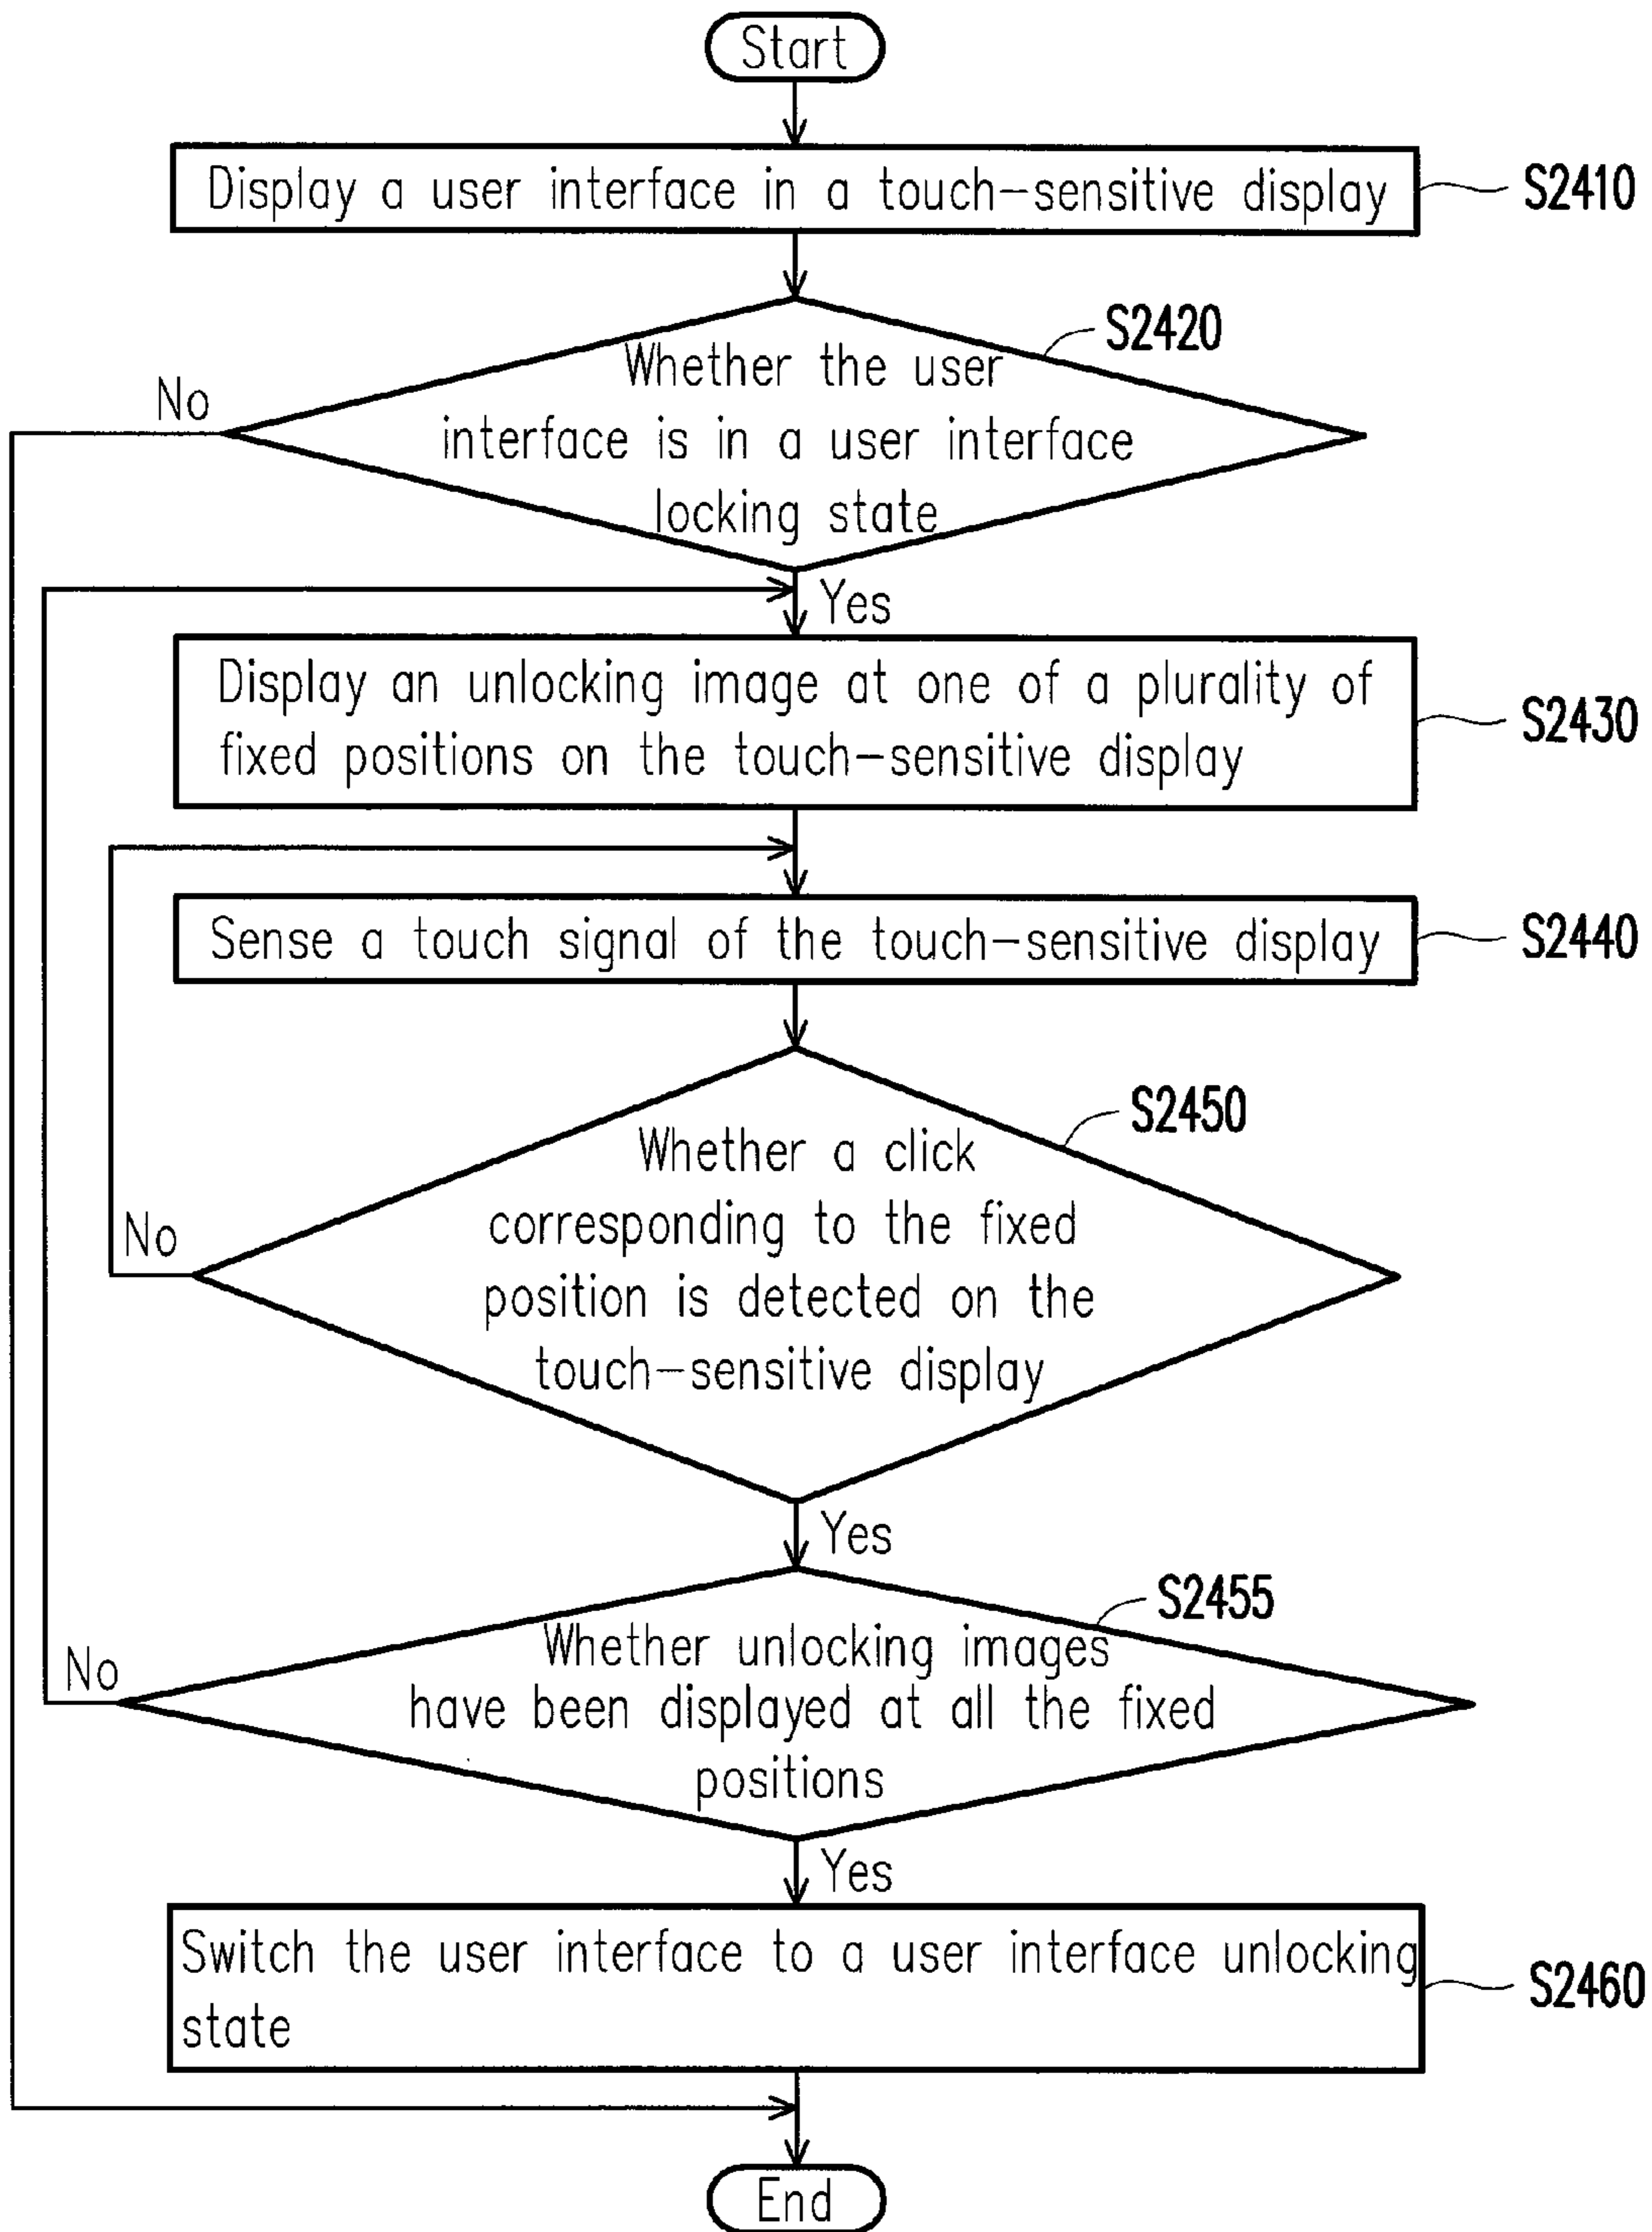 Start
Display a user interface in a touch-sensitive display
S2410
S2420
Whether the user
interface is in a user interface
locking state
No
Yes
Display an unlocking image at one of a plurality of
fixed positions on the touch-sensitive display
S2430
Sense a touch signal of the touch-sensitive display
S2440
S2450
Whether a click
corresponding to the fixed
position is detected on the
touch-sensitive display
No
Yes
S2455
Whether unlocking images
have been displayed at all the fixed
positions
No
Yes
Switch the user interface to a user interface unlocking
state
S2460
End